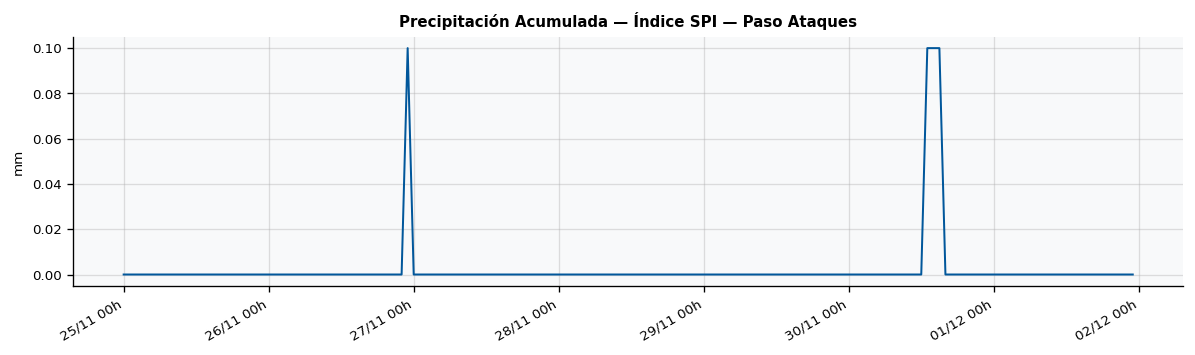 Precipitación Acumulada — Índice SPI — Paso Ataques
mm
0.10
0.08
0.06
0.04
0.02
0.00
25/11 00h
26/11 00h
27/11 00h
28/11 00h
29/11 00h
30/11 00h
01/12 00h
02/12 00h